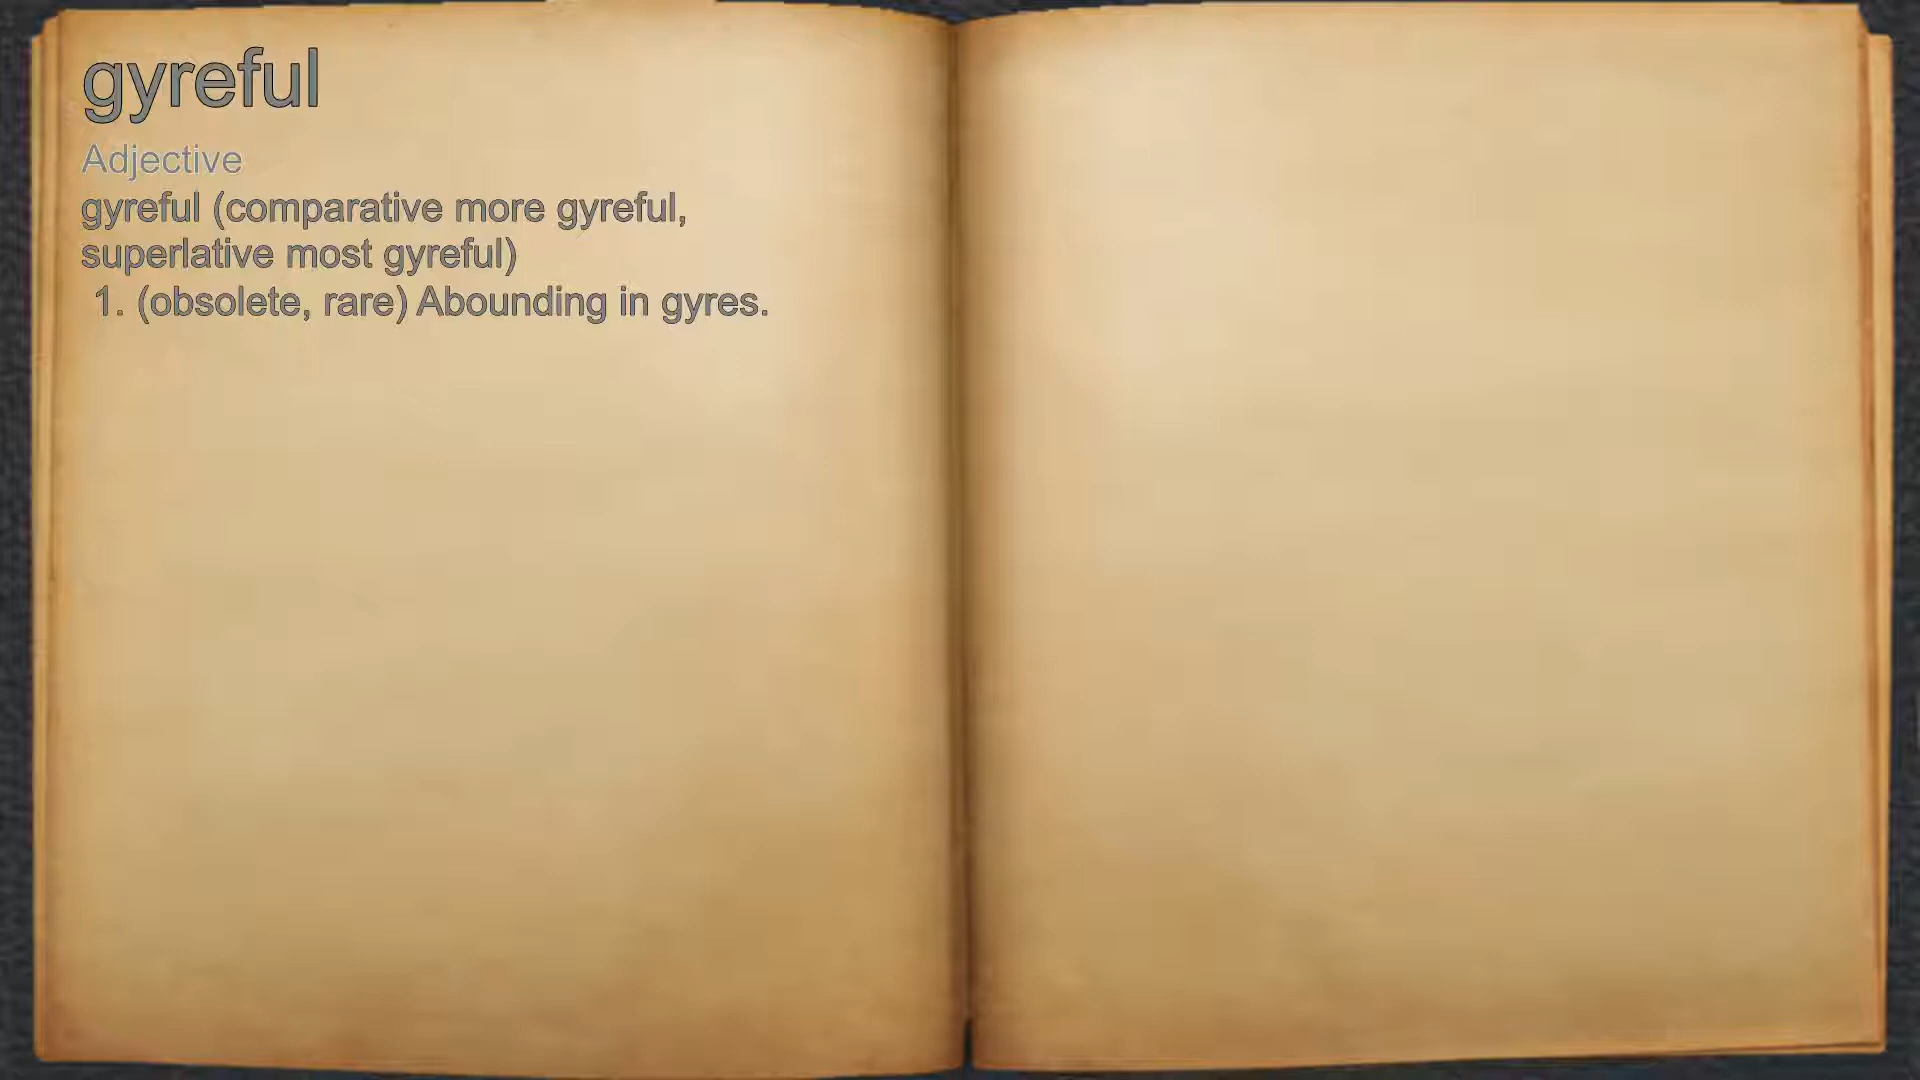 gyreful
Adjective
gyreful (comparative more gyreful,
superlative most gyreful)
1. (obsolete, rare) Abounding in gyres.